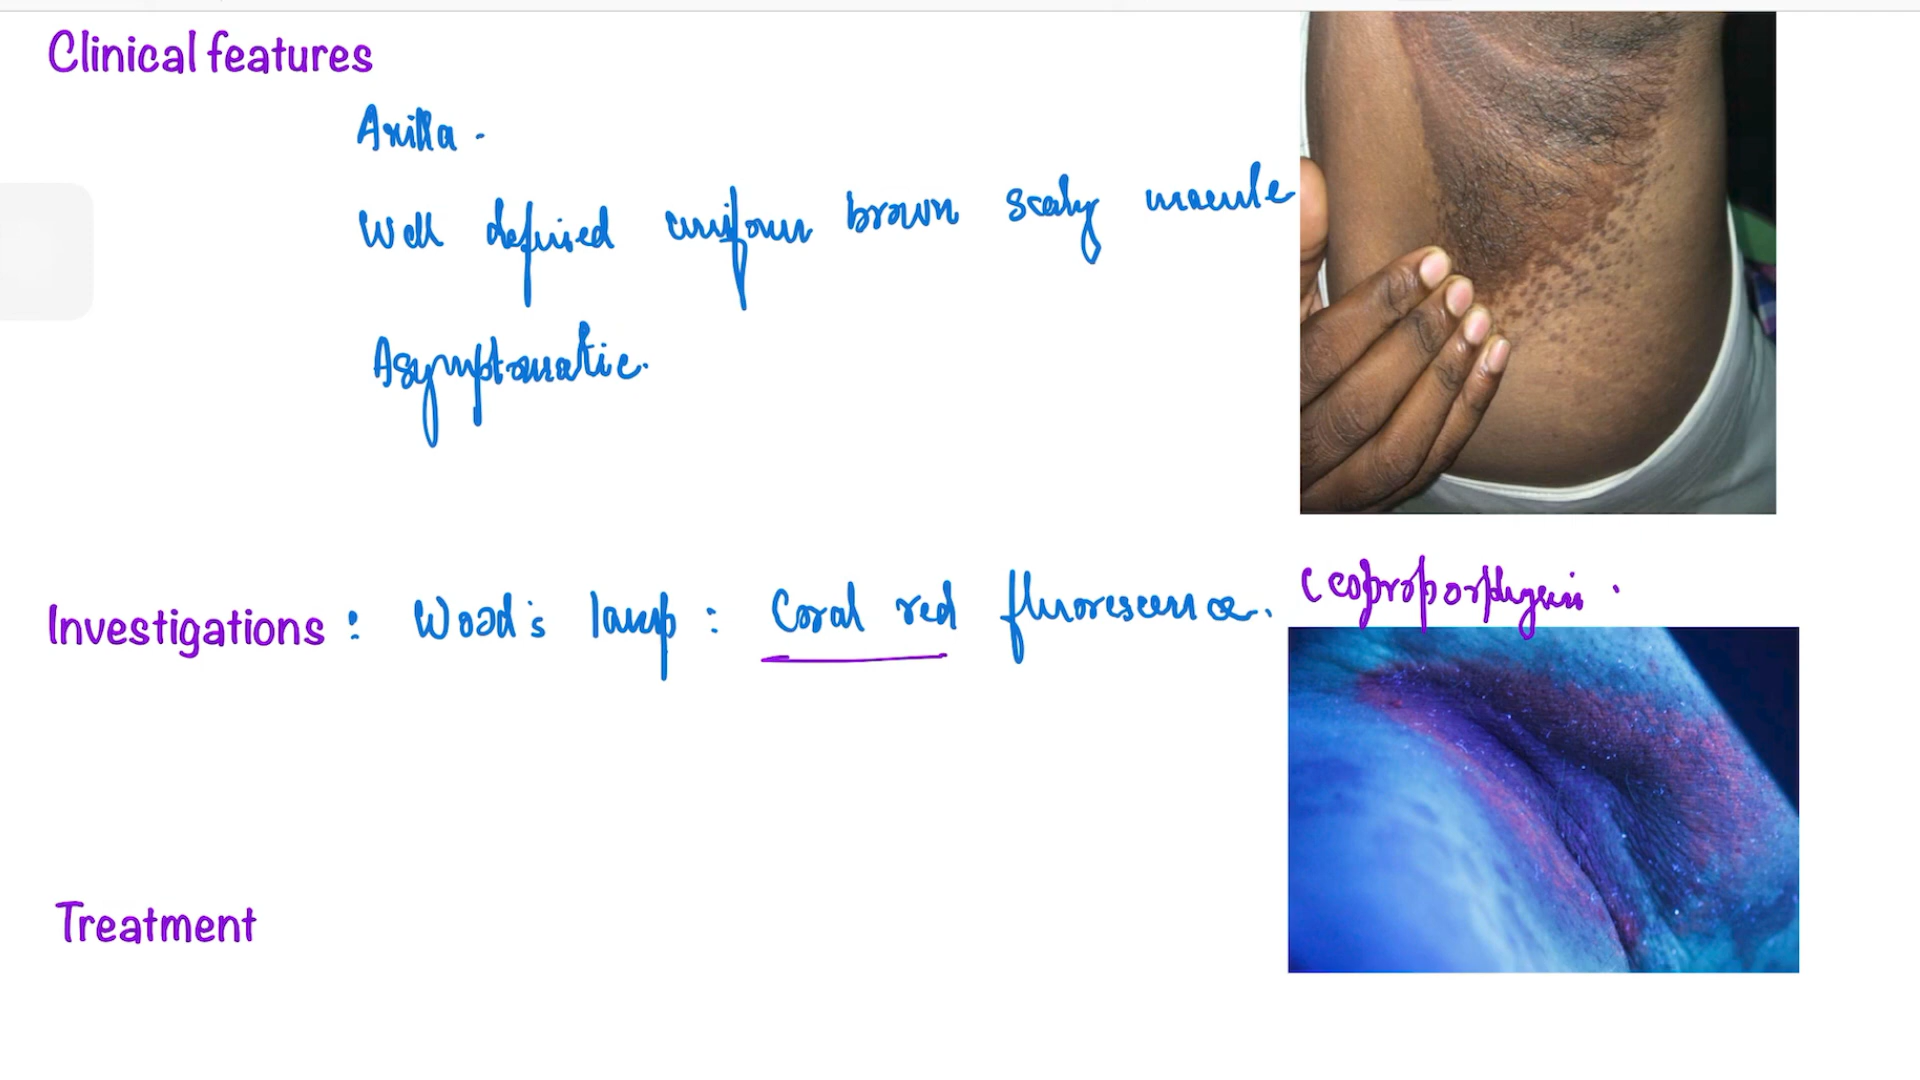 Clinical features
Axilla.
Well defined uniform brown scaly macule
Asymptomatic.
Investigations : Wood's lamp : Coral red fluorescence. Coproporphyrin.
Treatment